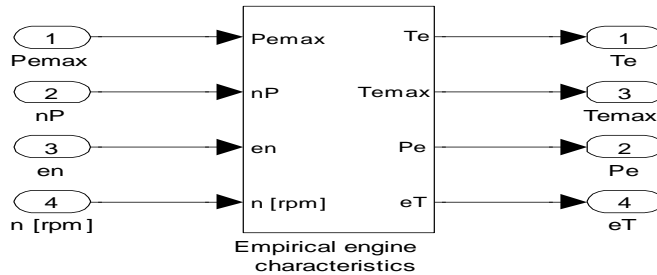 1
Pemax
2
nP
3
en
4
n [rpm]
Pemax
nP
en
n [rpm]
Te
Temax
Pe
eT
Empirical engine
characteristics
1
Te
3
Temax
2
Pe
4
eT